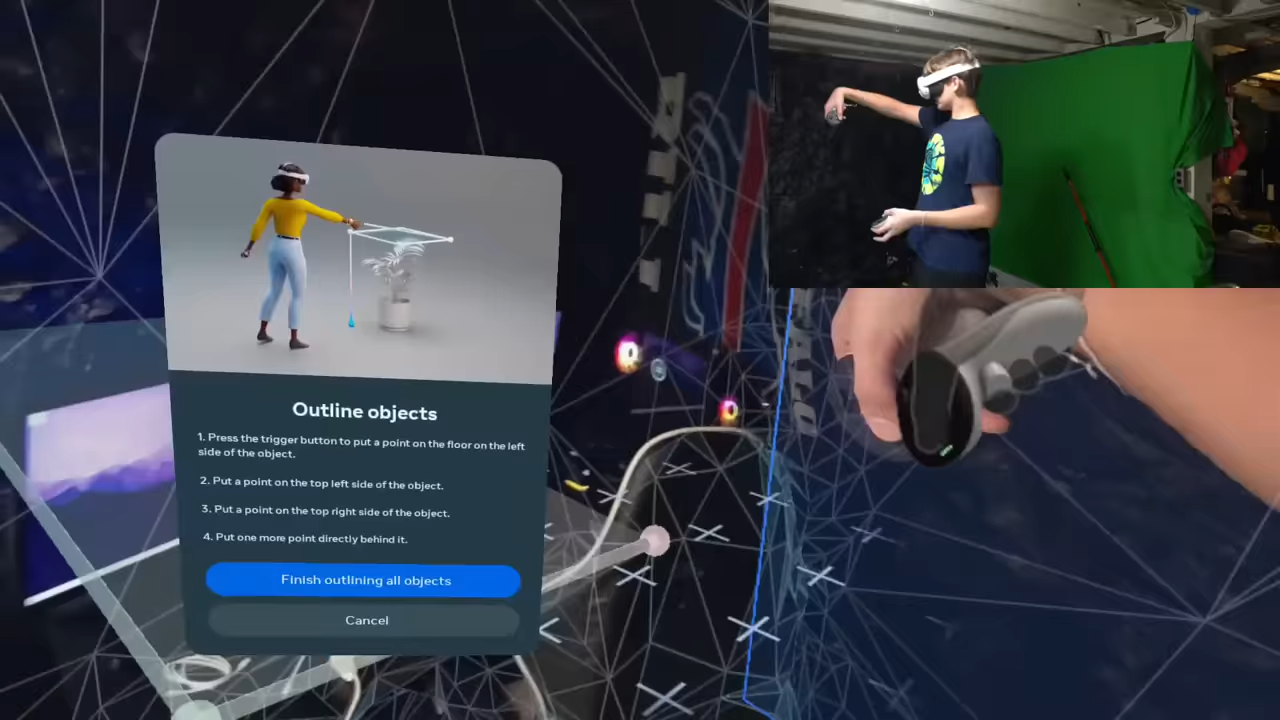 Outline objects
1. Press the trigger button to put a point on the floor on the left
side of the object.
2. Put a point on the top left side of the object.
3. Put a point on the top right side of the object.
4. Put one more point directly behind it.
Finish outlining all objects
Cancel